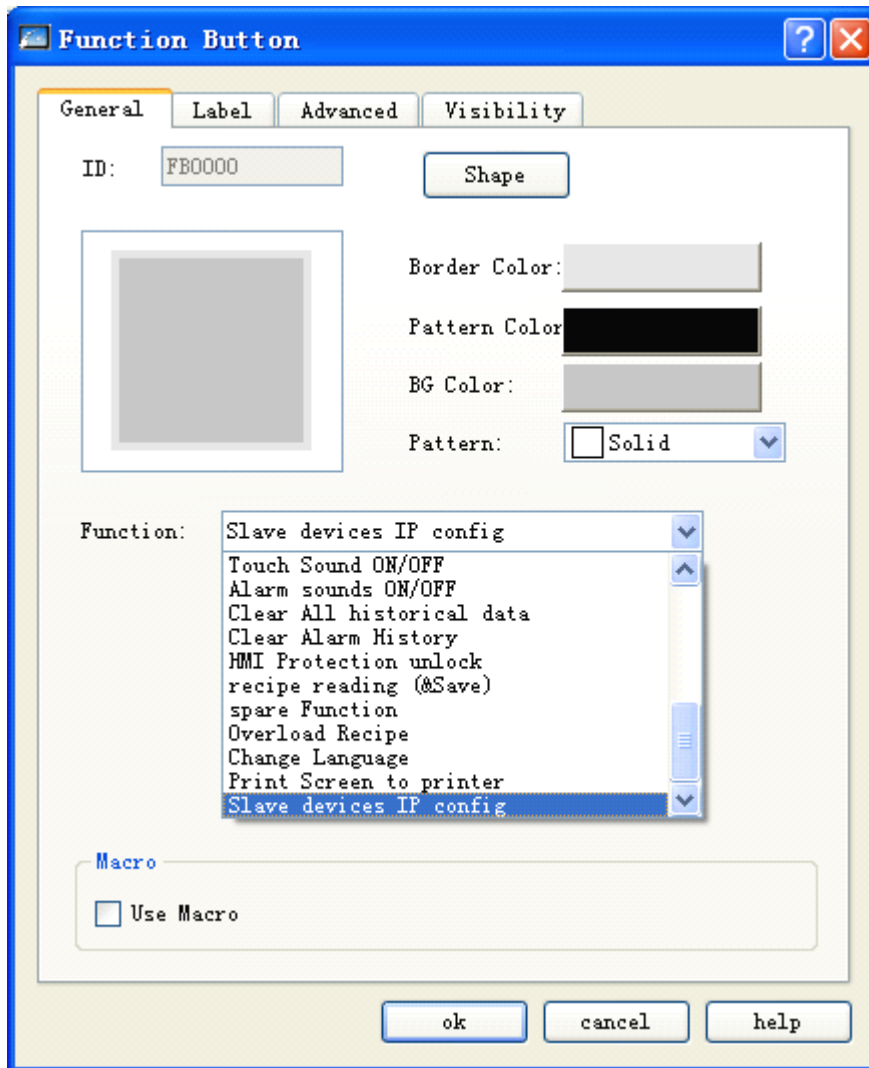 Function Button
General Label Advanced Visibility
ID: FB0000 Shape
Border Color:
Pattern Color
BG Color:
Pattern: Solid
Function: Slave devices IP config
Touch Sound ON/OFF
Alarm sounds ON/OFF
Clear All historical data
Clear Alarm History
HMI Protection unlock
recipe reading (&Save)
spare Function
Overload Recipe
Change Language
Print Screen to printer
Slave devices IP config
Macro
Use Macro
ok cancel help